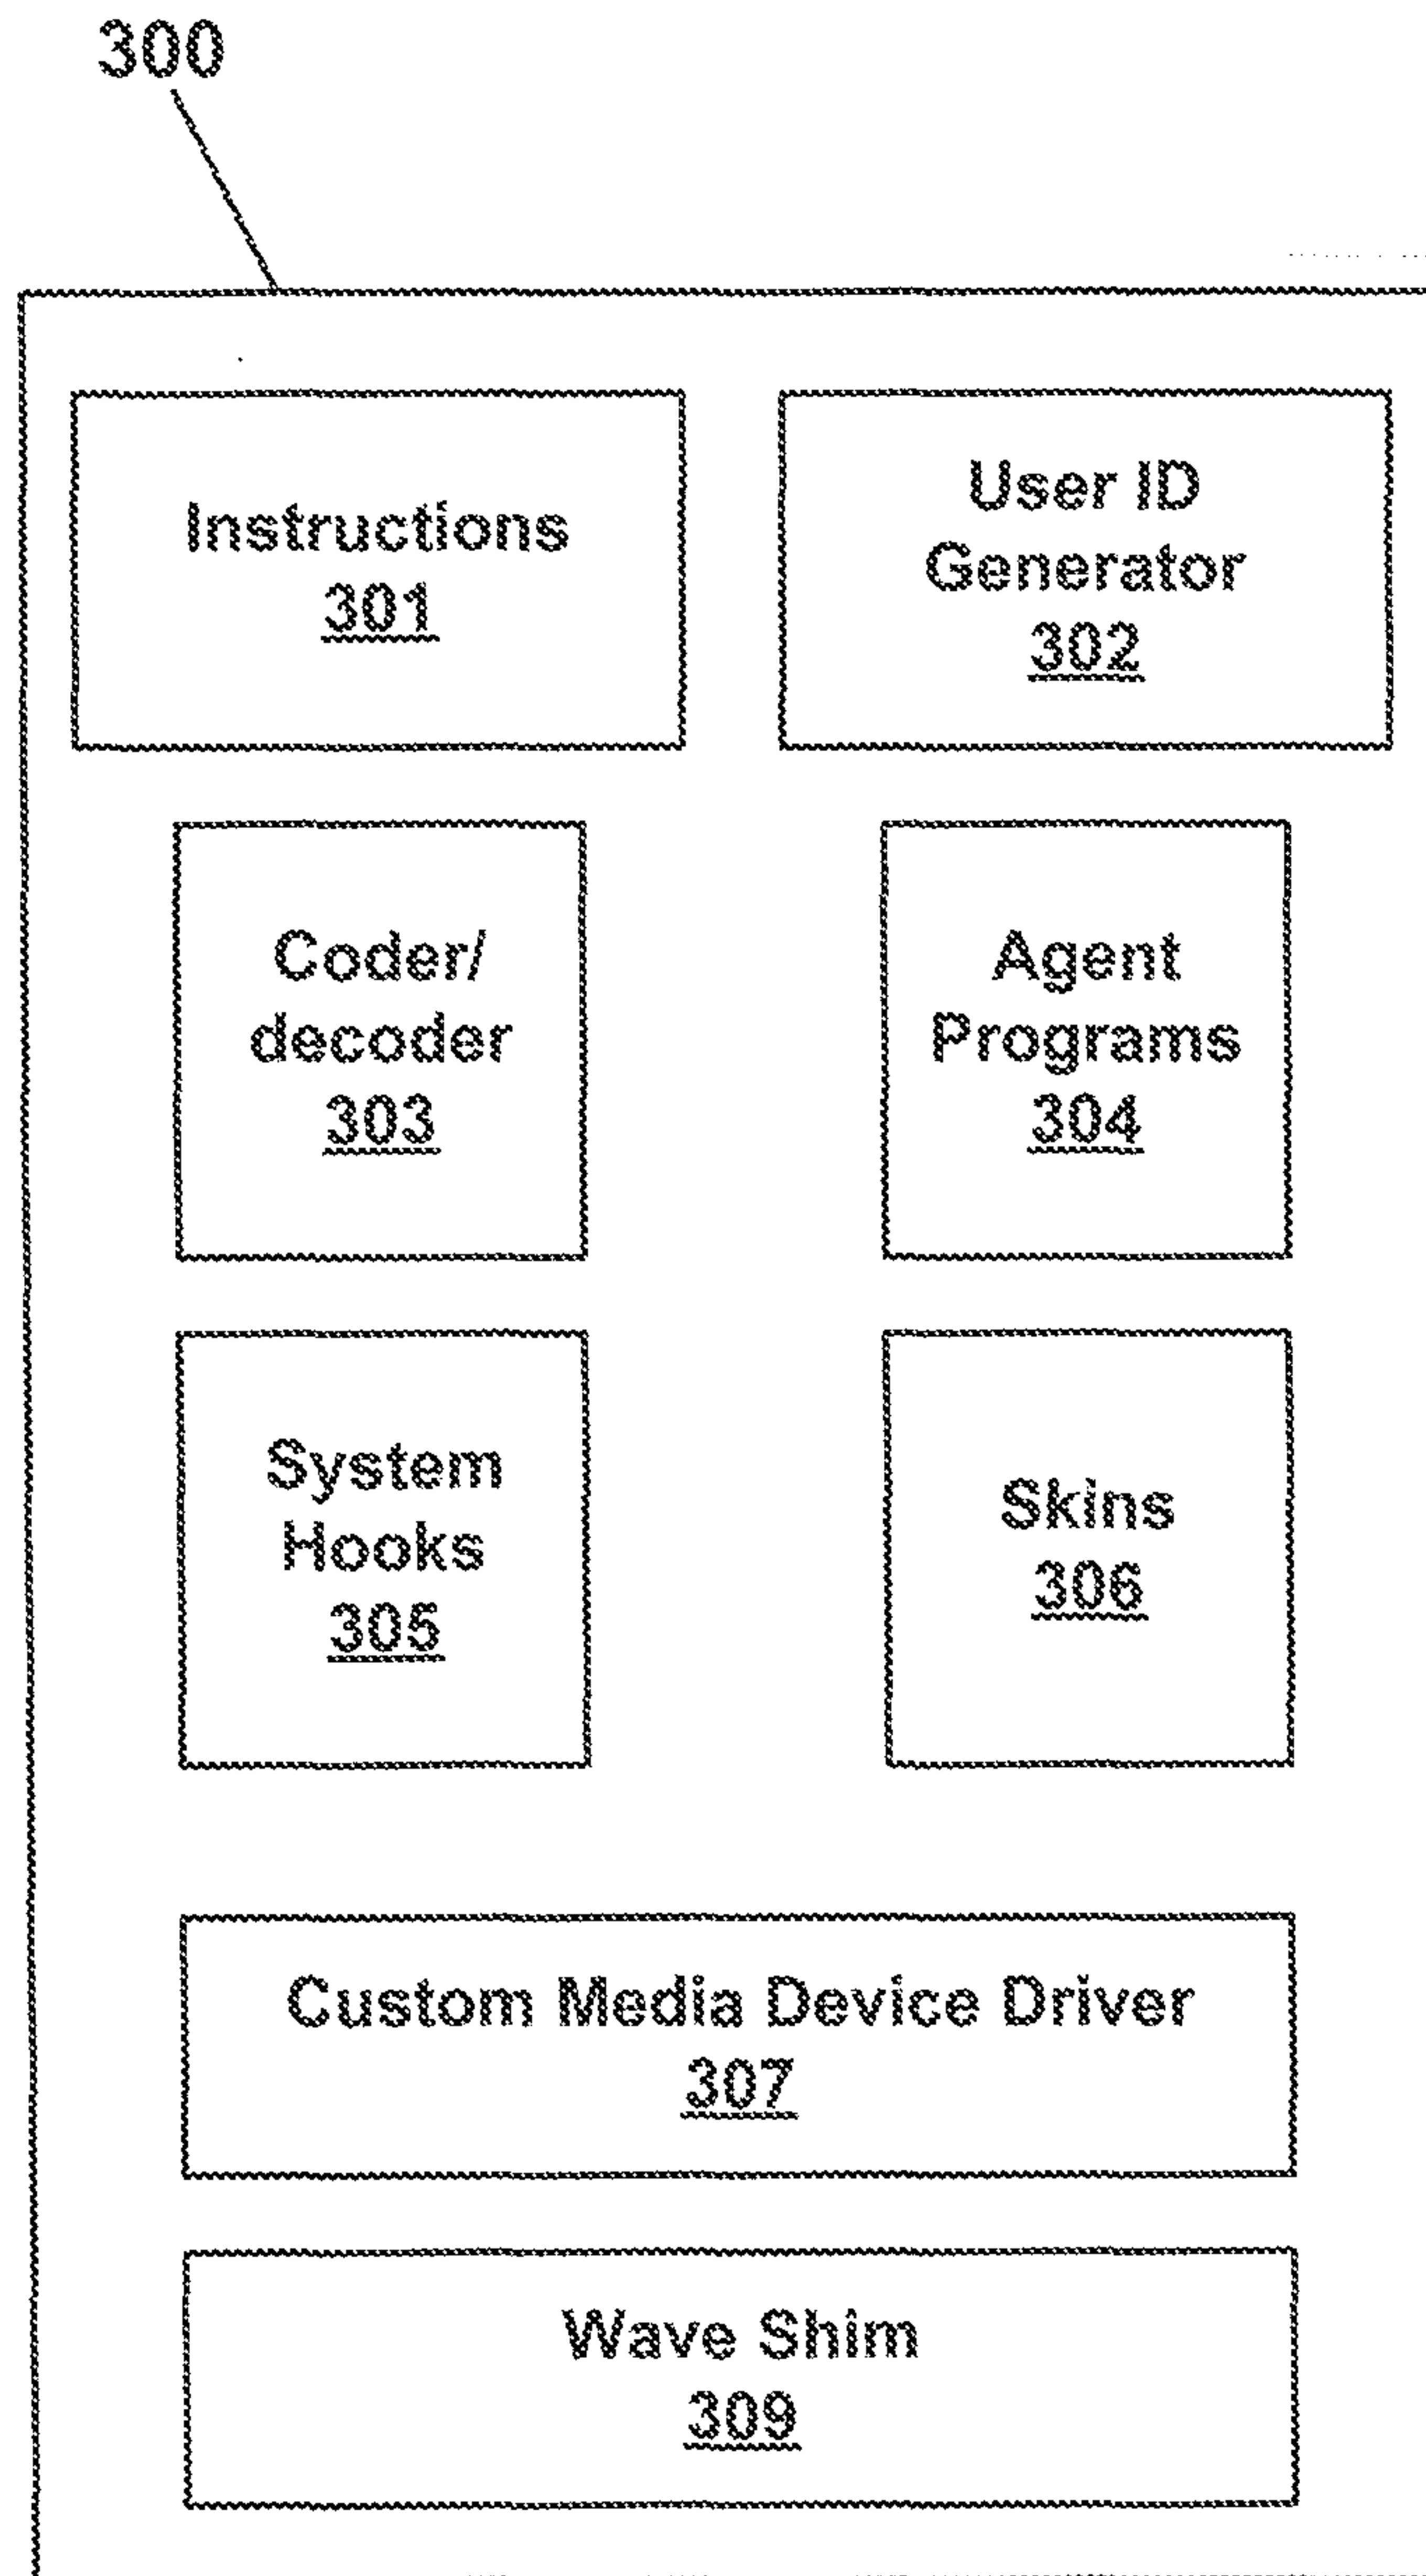 300
Instructions
301
User ID
Generator
302
Coder/
decoder
303
Agent
Programs
304
System
Hooks
305
Skins
306
Custom Media Device Driver
307
Wave Shim
309